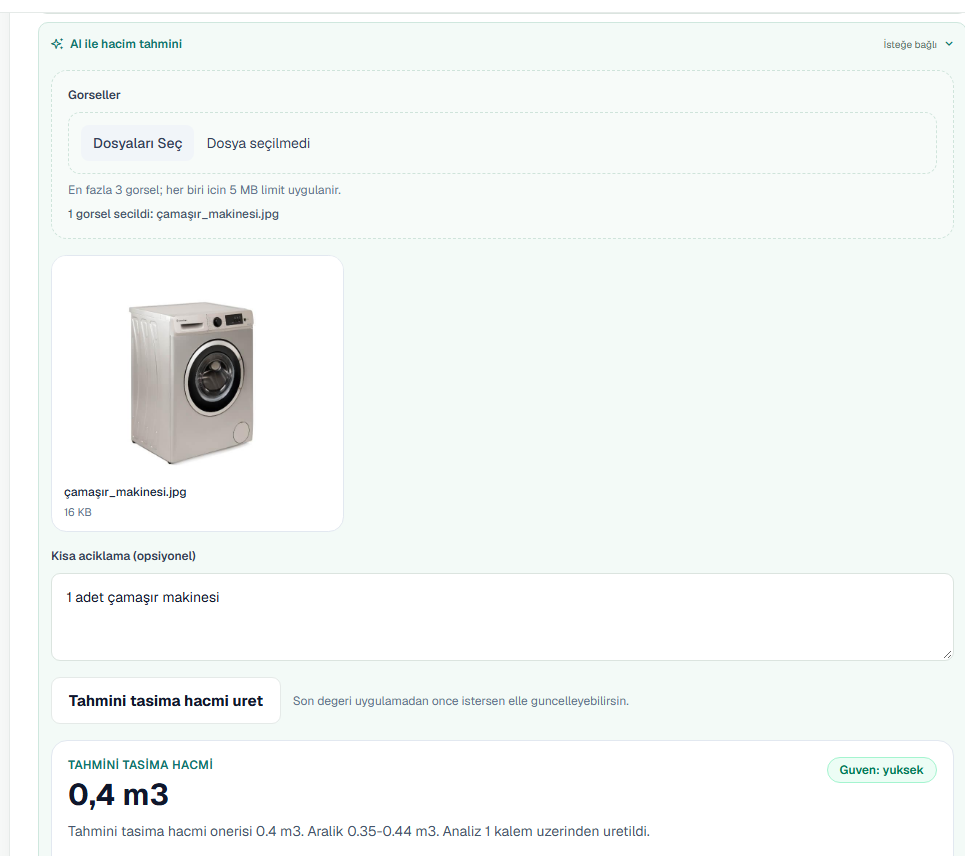 AI ile hacim tahmini
İsteğe bağlı
Gorseller
Dosyaları Seç Dosya seçilmedi
En fazla 3 gorsel; her biri icin 5 MB limit uygulanir.
1 gorsel secildi: çamaşır_makinesi.jpg
çamaşır_makinesi.jpg
16 KB
Kisa aciklama (opsiyonel)
1 adet çamaşır makinesi
Tahmini tasima hacmi uret
Son degeri uygulamadan once istersen elle guncelleyebilirsin.
TAHMİNİ TASIMA HACMİ
Guven: yuksek
0,4 m3
Tahmini tasima hacmi onerisi 0.4 m3. Aralik 0.35-0.44 m3. Analiz 1 kalem uzerinden uretildi.